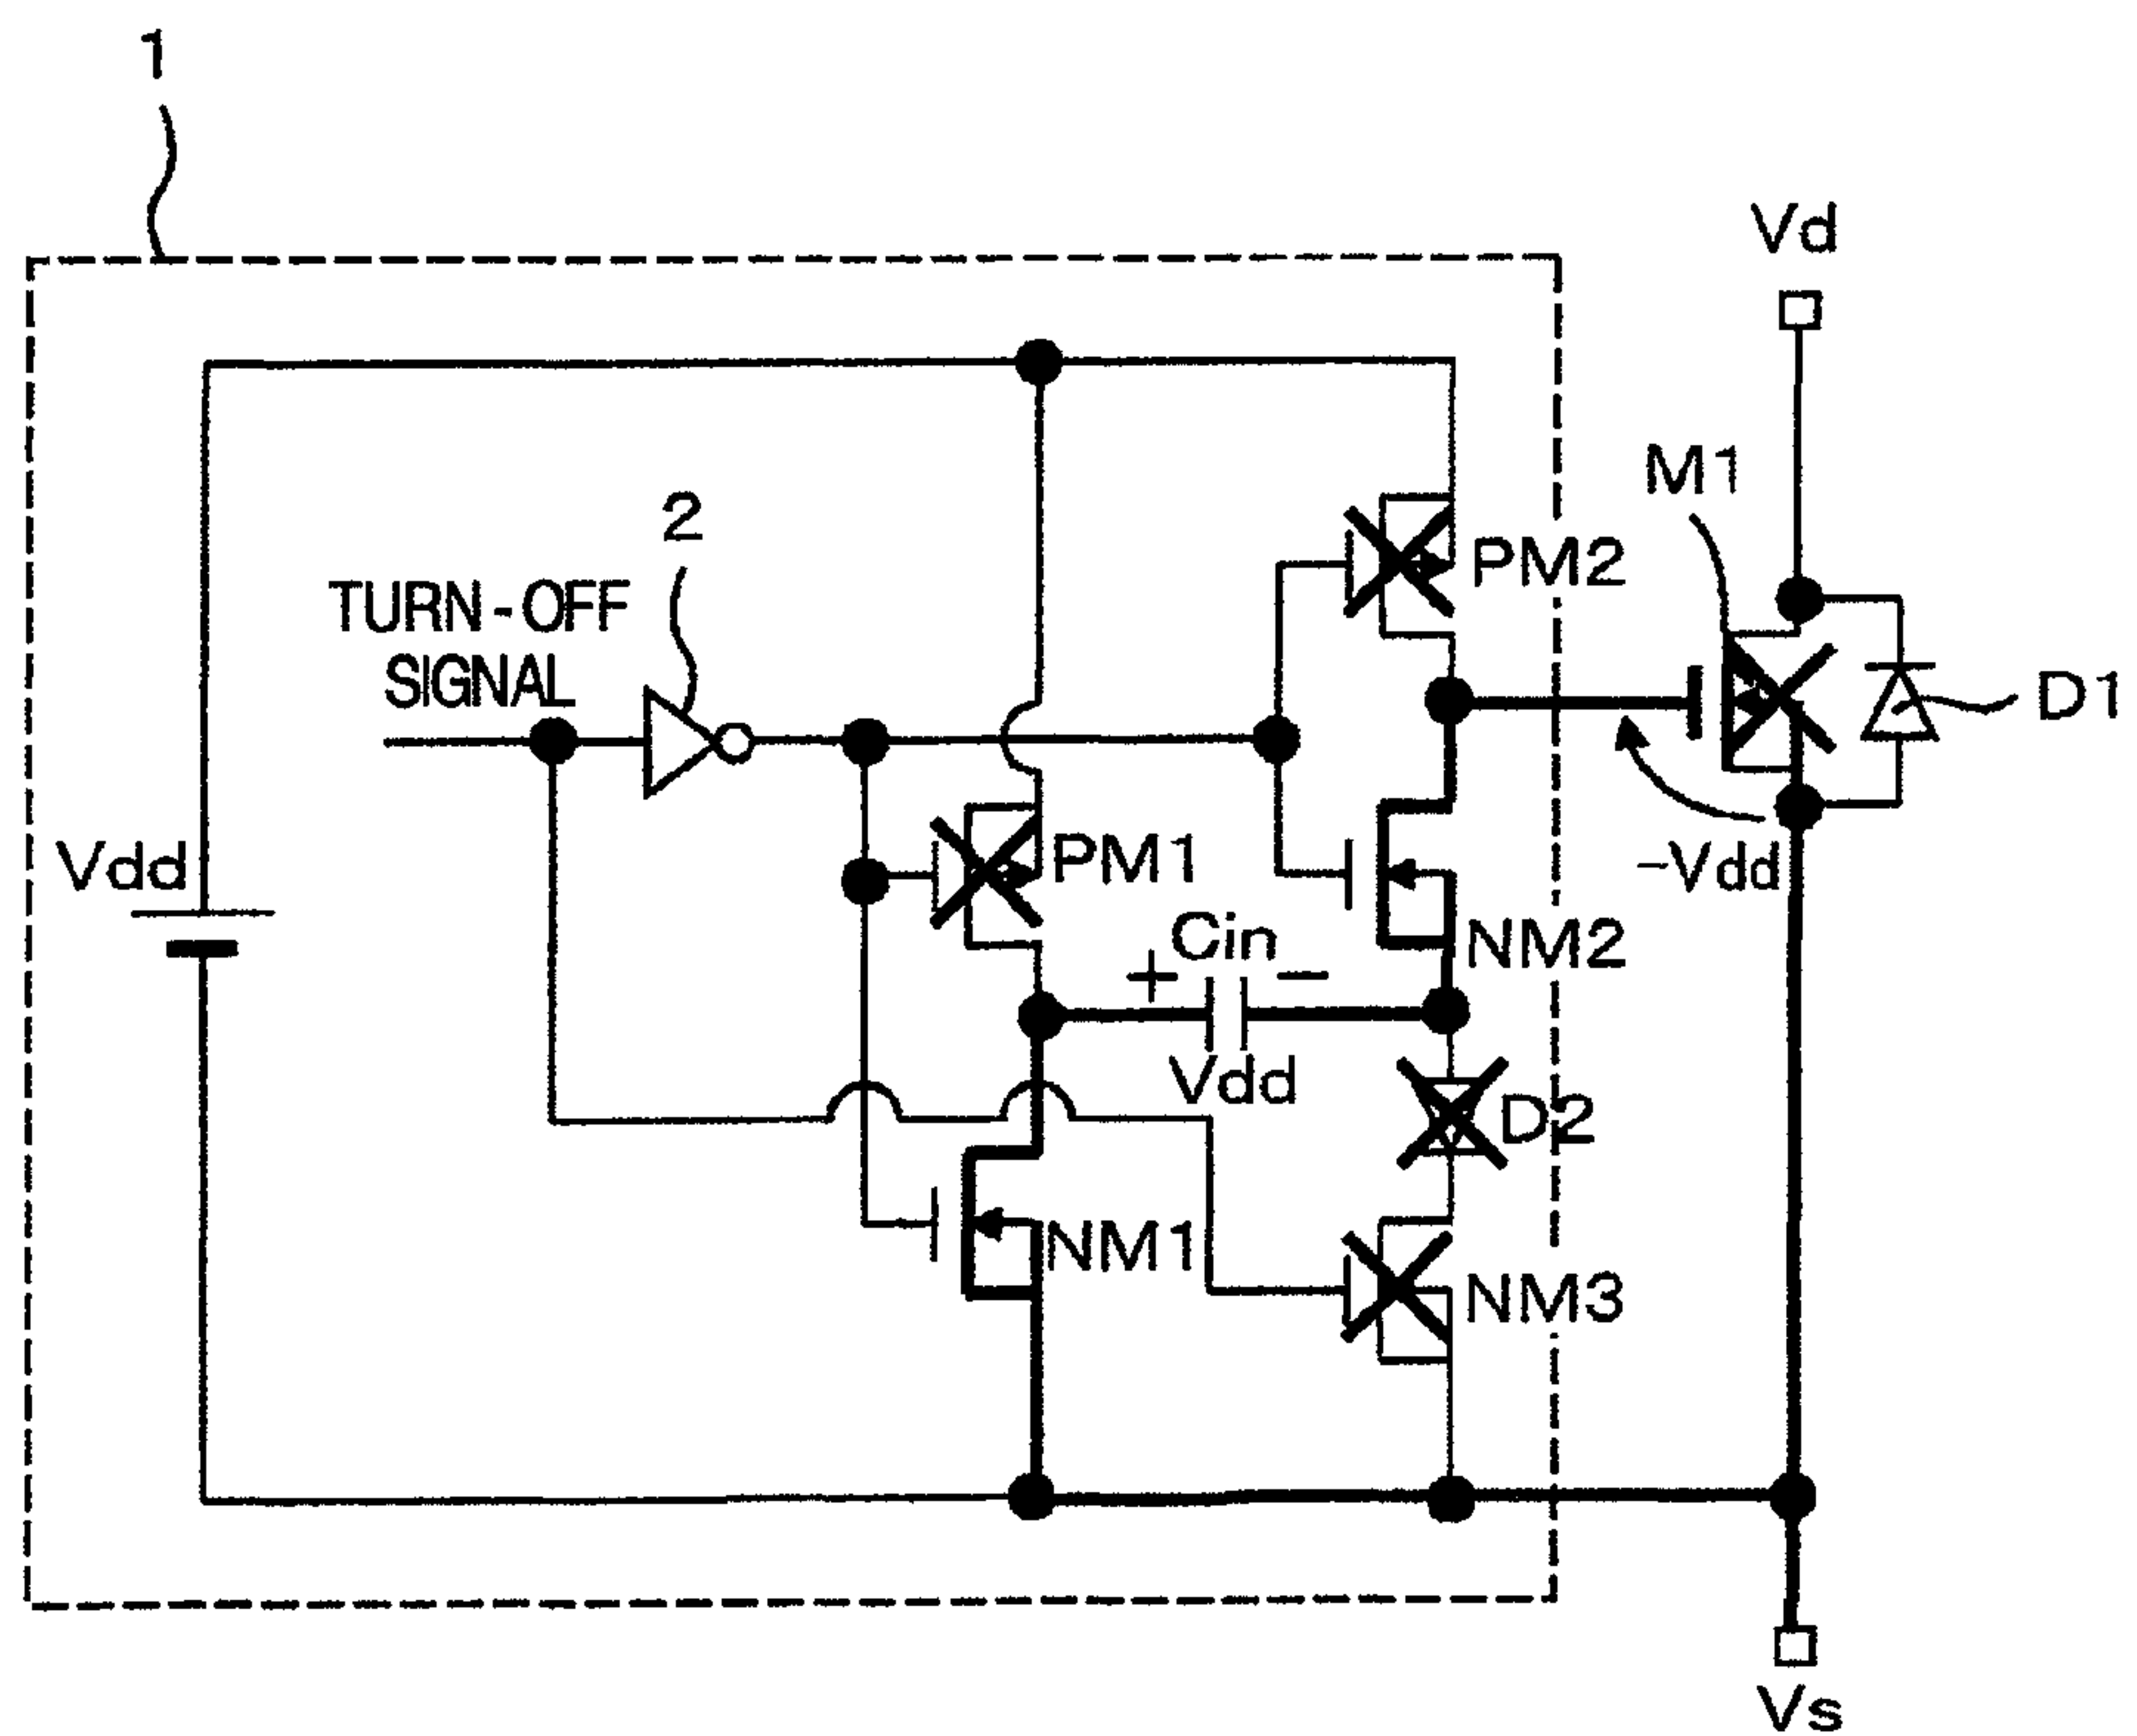 1
Vd
M1
2
PM2
TURN-OFF
SIGNAL
D1
Vdd
PM1
-Vdd
Cin
NM2
+ −
Vdd
D2
NM1
NM3
Vs